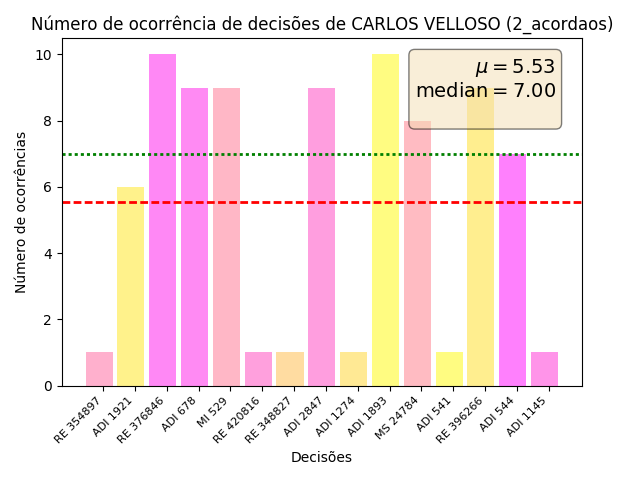 Número de ocorrência de decisões de CARLOS VELLOSO (2_acordaos)
μ = 5.53
median = 7.00
Número de ocorrências
10
8
6
4
2
0
RE 354897
ADI 1921
RE 376846
ADI 678
MI 529
RE 420816
RE 348827
ADI 2847
ADI 1274
ADI 1893
MS 24784
ADI 541
RE 396266
ADI 544
ADI 1145
Decisões